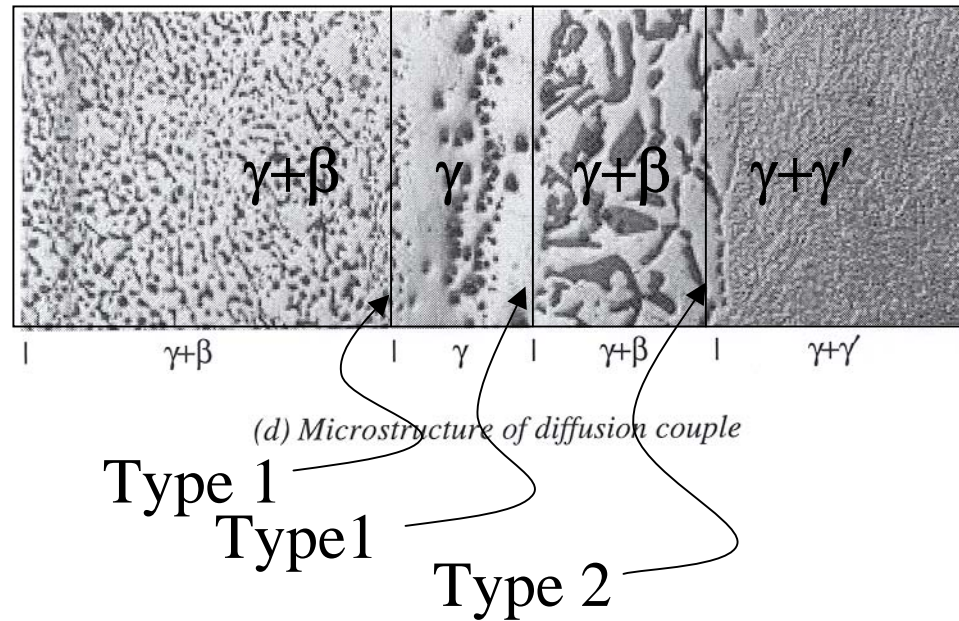 γ+β γ γ+β γ+γ′
| γ+β | γ | γ+β | γ+γ′
(d) Microstructure of diffusion couple
Type 1
Type1
Type 2